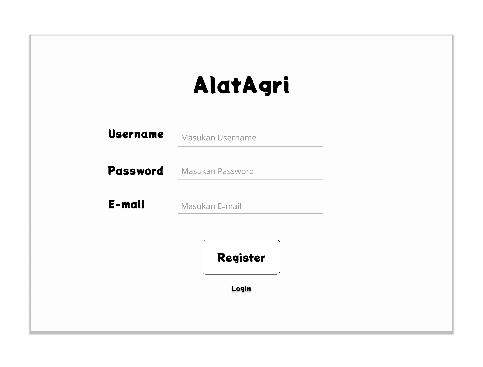 AlatAgri
Username Masukan Username
Password Masukan Password
E-mail Masukan E-mail
Register
Login